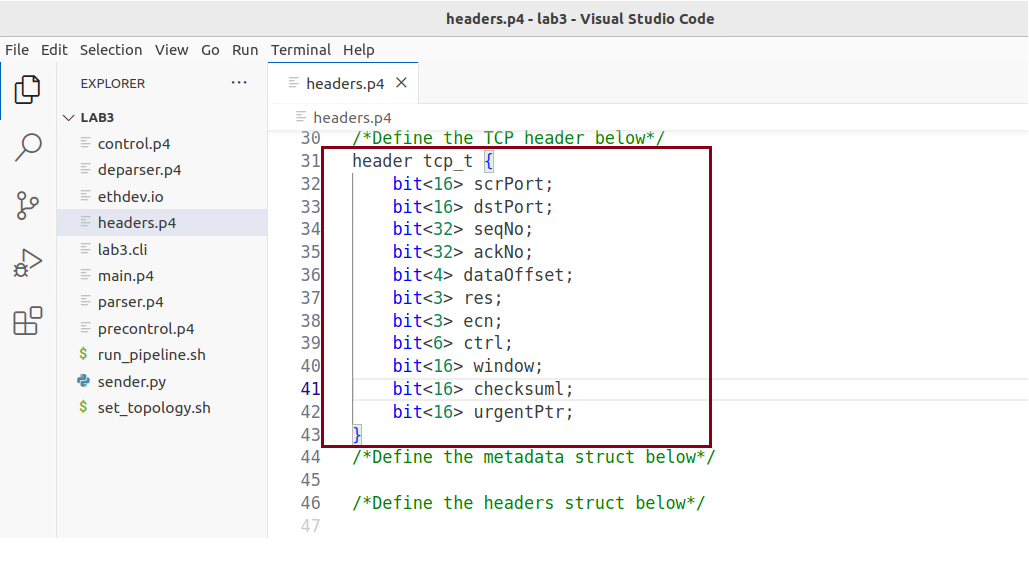 headers.p4 - lab3 - Visual Studio Code
File Edit Selection View Go Run Terminal Help
EXPLORER ...
LAB3
control.p4
deparser.p4
ethdev.io
headers.p4
lab3.cli
main.p4
parser.p4
precontrol.p4
$ run_pipeline.sh
sender.py
$ set_topology.sh
headers.p4 ×
headers.p4
30 /*Define the TCP header below*/
31 header tcp_t {
32 bit<16> scrPort;
33 bit<16> dstPort;
34 bit<32> seqNo;
35 bit<32> ackNo;
36 bit<4> dataOffset;
37 bit<3> res;
38 bit<3> ecn;
39 bit<6> ctrl;
40 bit<16> window;
41 bit<16> checksuml;
42 bit<16> urgentPtr;
43 }
44 /*Define the metadata struct below*/
45
46 /*Define the headers struct below*/
47